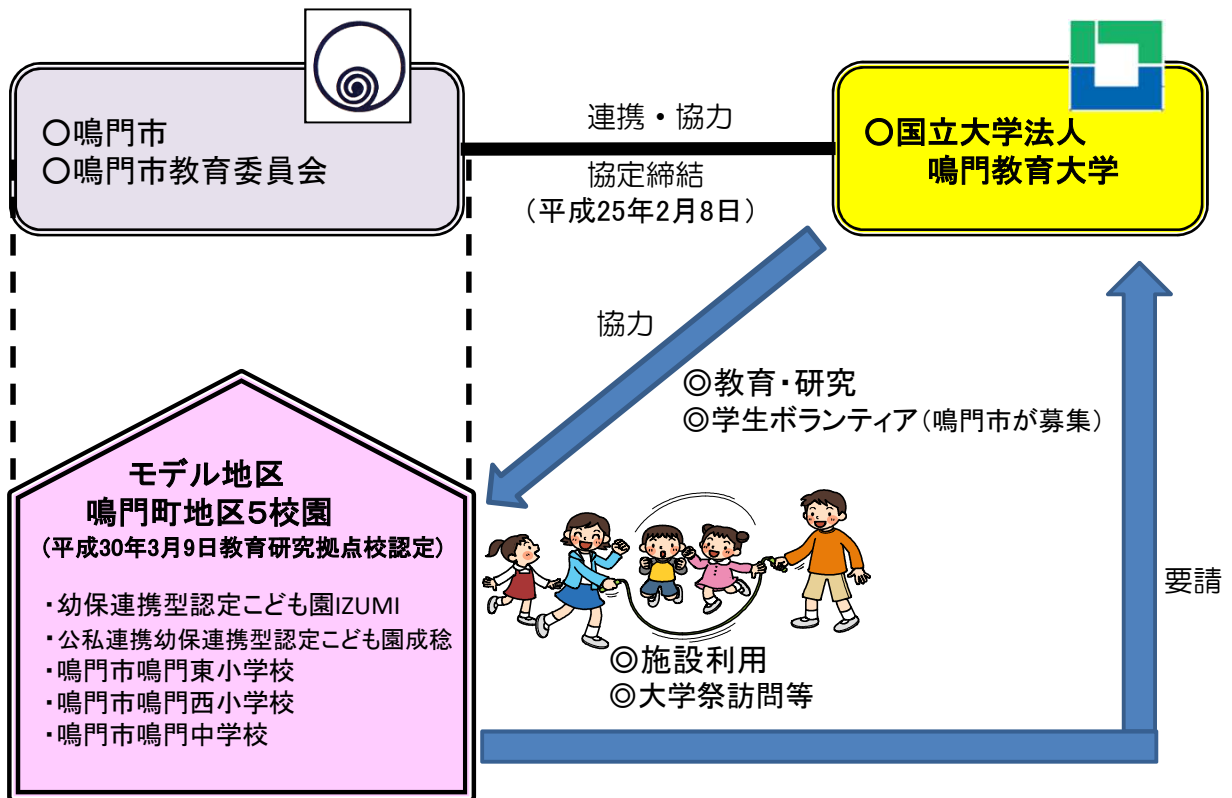 〇鳴門市
〇鳴門市教育委員会
連携・協力
協定締結
（平成25年2月8日）
〇国立大学法人
鳴門教育大学
協力
◎教育・研究
◎学生ボランティア（鳴門市が募集）
モデル地区
鳴門町地区５校園
（平成30年3月9日教育研究拠点校認定）
・幼保連携型認定こども園IZUMI
・公私連携幼保連携型認定こども園成稔
・鳴門市鳴門東小学校
・鳴門市鳴門西小学校
・鳴門市鳴門中学校
◎施設利用
◎大学祭訪問等
要請